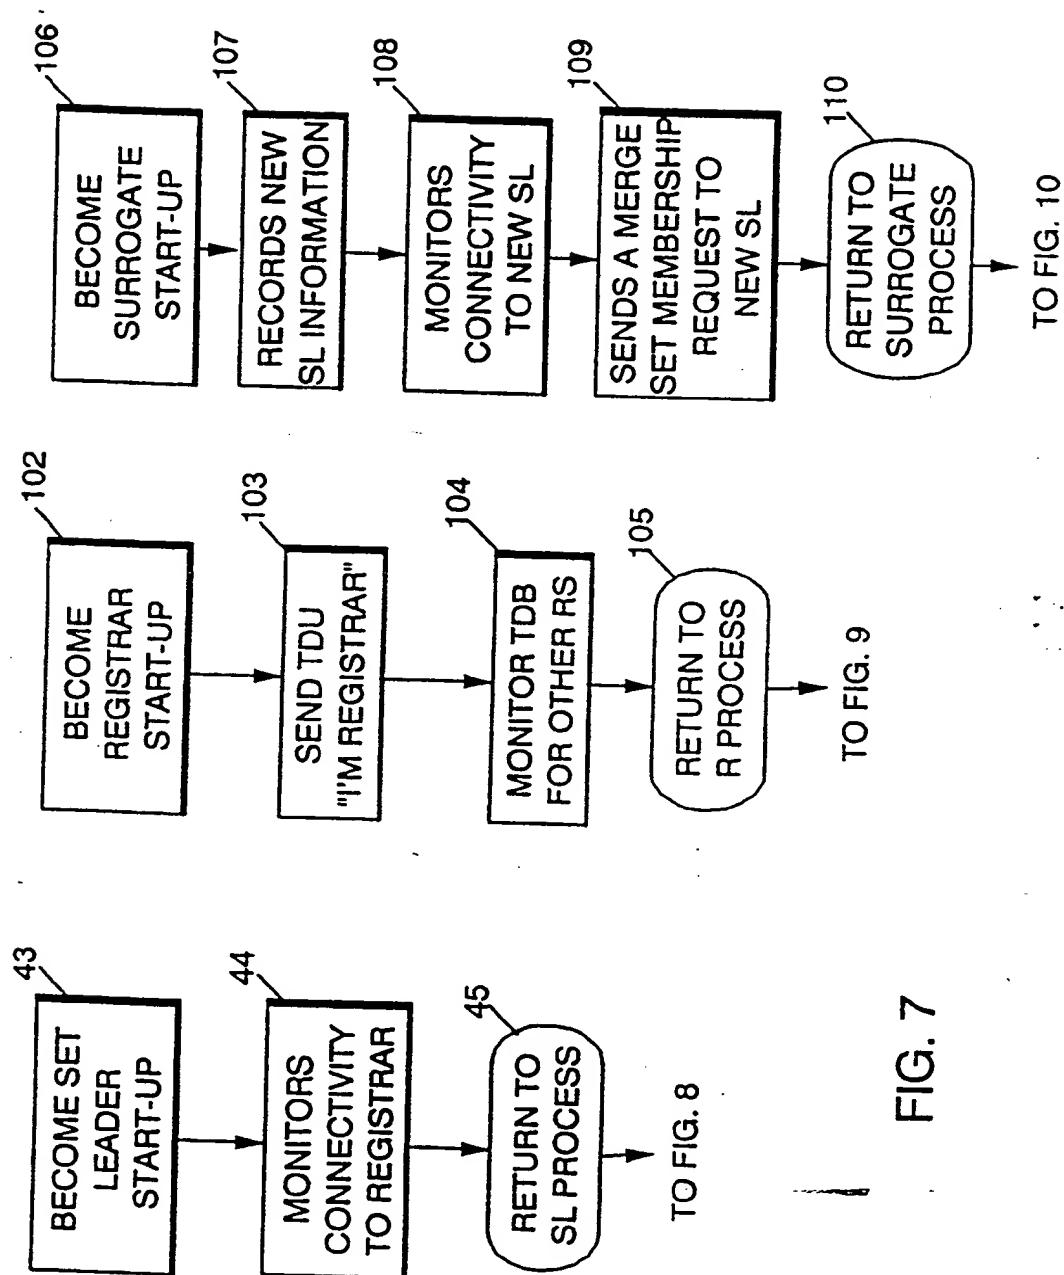 43
BECOME SET
LEADER
START-UP
44
MONITORS
CONNECTIVITY
TO REGISTRAR
45
RETURN TO
SL PROCESS
TO FIG. 8
102
BECOME
REGISTRAR
START-UP
103
SEND TDU
"I'M REGISTRAR"
104
MONITOR TDB
FOR OTHER RS
105
RETURN TO
R PROCESS
TO FIG. 9
106
BECOME
SURROGATE
START-UP
107
RECORDS NEW
SL INFORMATION
108
MONITORS
CONNECTIVITY
TO NEW SL
109
SENDS A MERGE
SET MEMBERSHIP
REQUEST TO
NEW SL
110
RETURN TO
SURROGATE
PROCESS
TO FIG. 10
FIG. 7